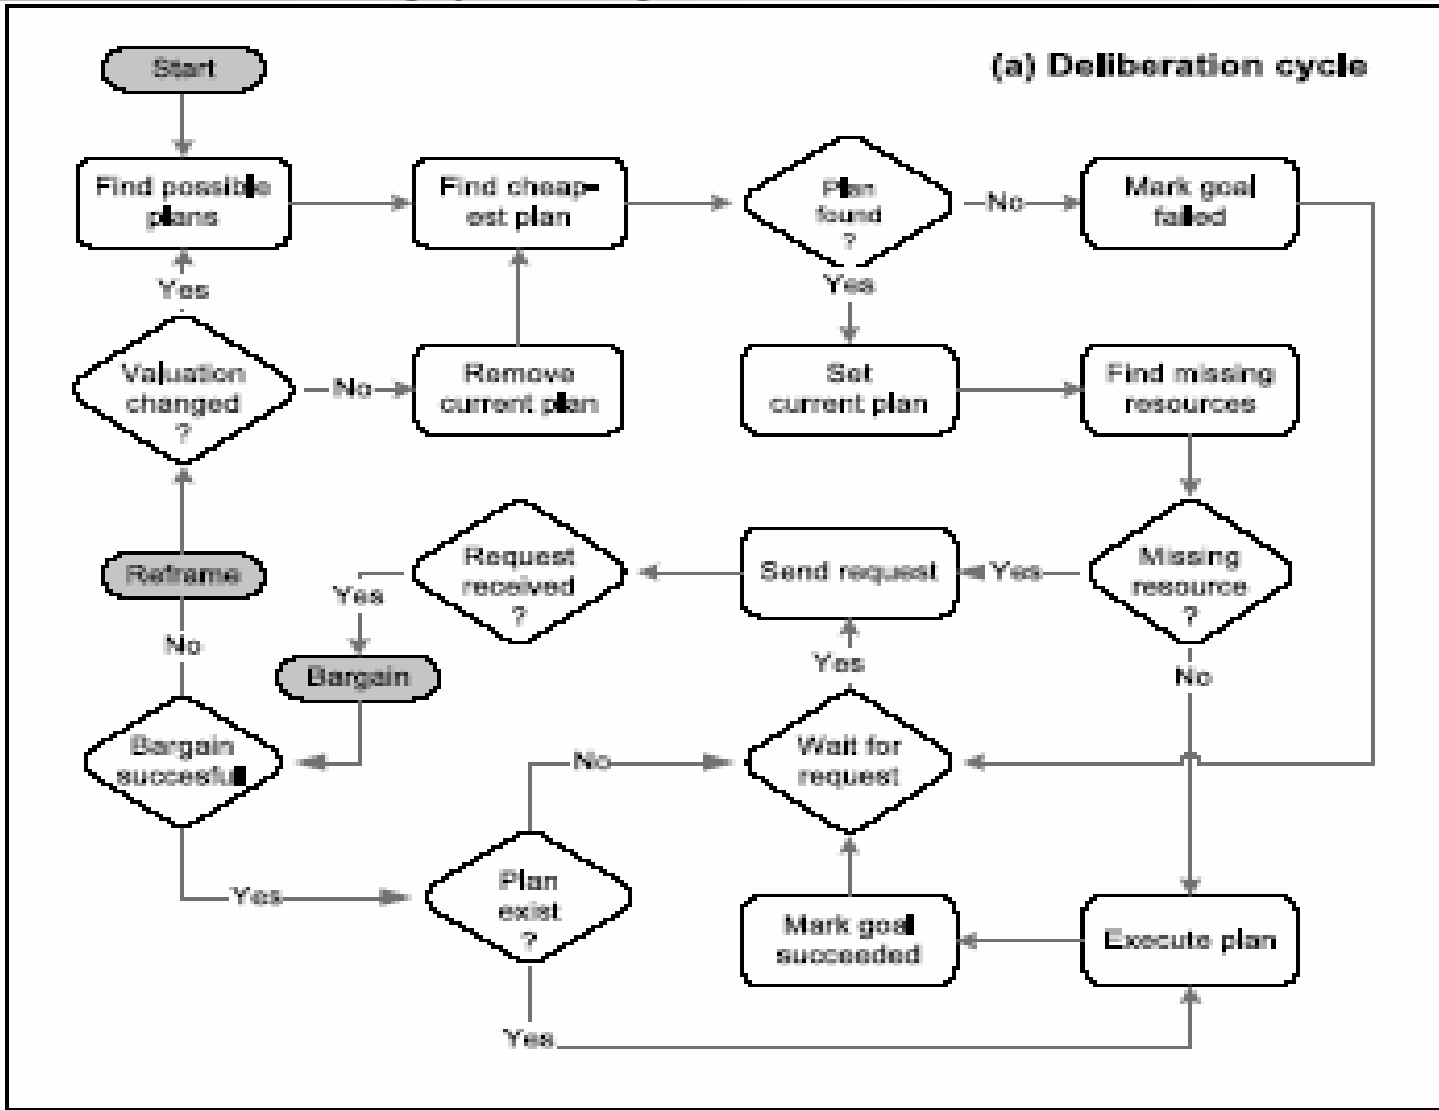 (a) Deliberation cycle
Start
Find possible
plans
Find cheap-
est plan
Plan
found
?
No
Mark goal
failed
Yes
Yes
Valuation
changed
?
No
Remove
current plan
Set
current plan
Find missing
resources
Reframe
Request
received
?
Send request
Yes
Missing
resource
?
Yes
No
Bargain
Yes
No
Bargain
succesfull
No
Wait for
request
Yes
Plan
exist
?
Mark goal
succeeded
Execute plan
Yes